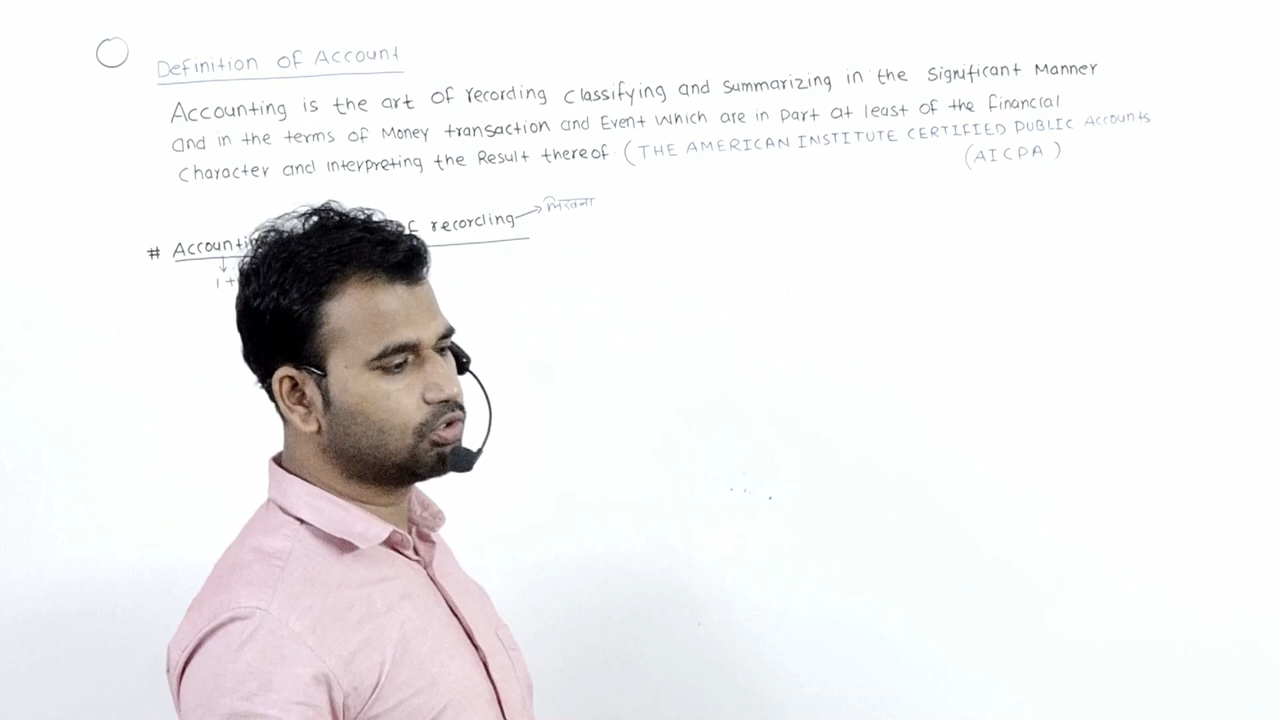 Definition of Account
Accounting is the art of recording classifying and summarizing in the significant Manner
and in the terms of Money transaction and Event Which are in Part at least of the financial
Character and interpreting the Result thereof. (THE AMERICAN INSTITUTE CERTIFIED PUBLIC Accounts
(AICPA)
# recording → लिखना